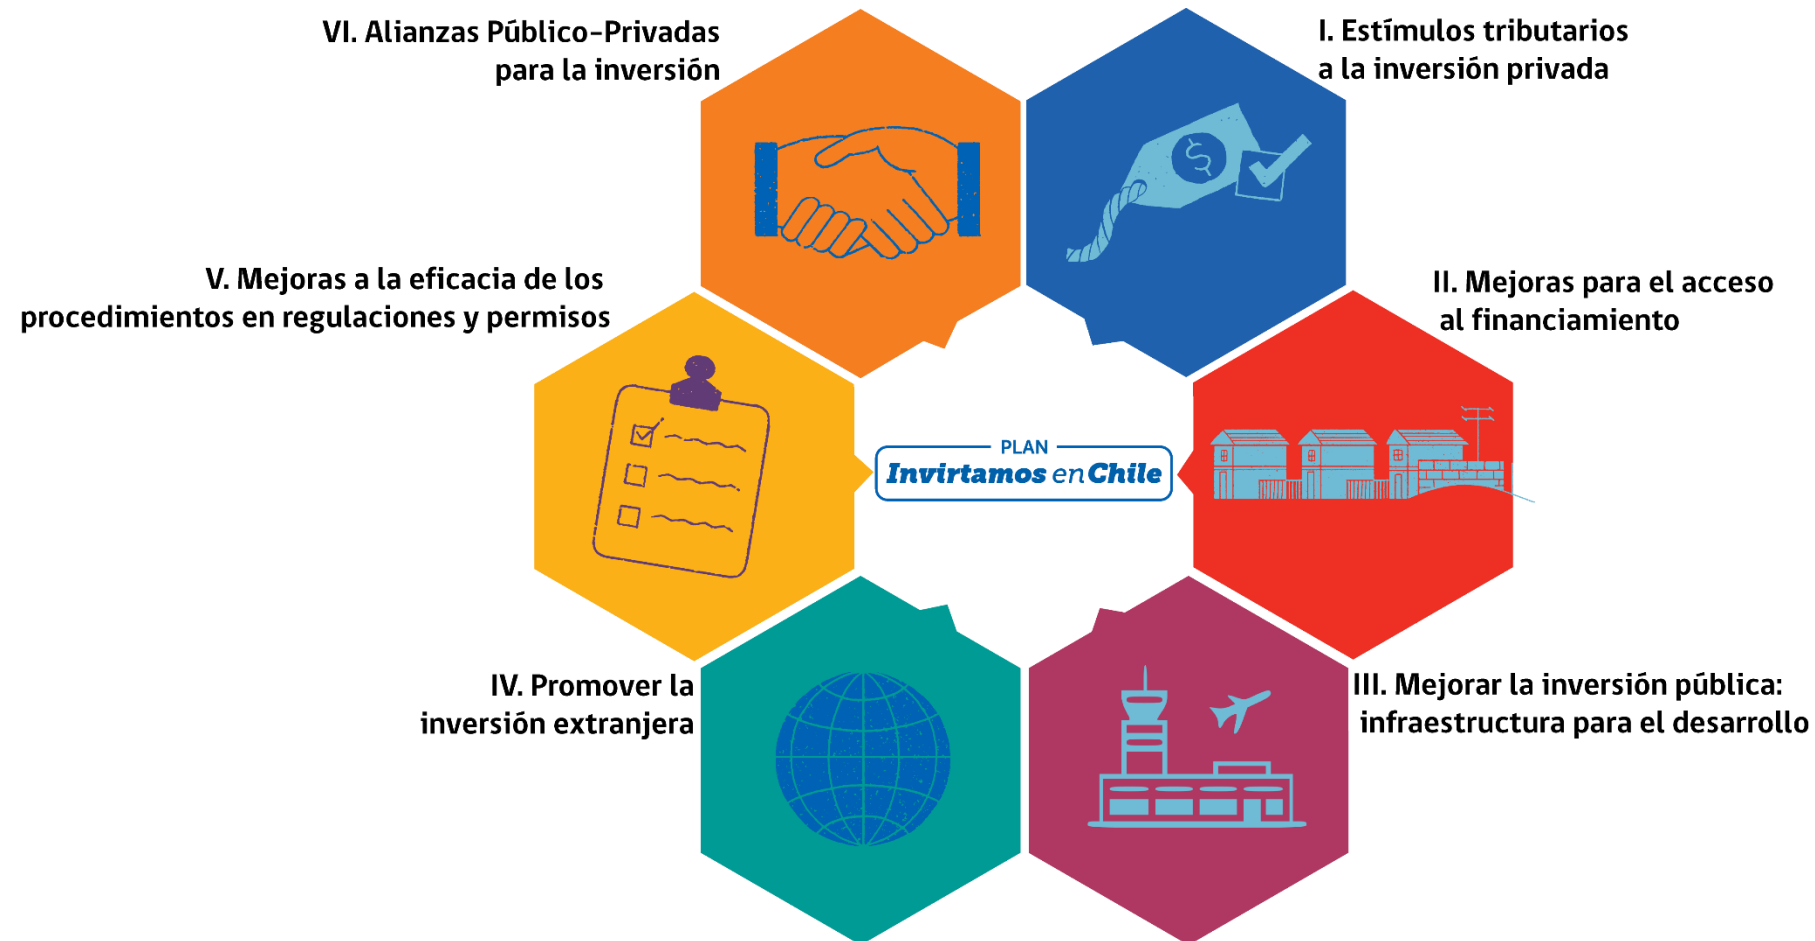 I. Estímulos tributarios
a la inversión privada
II. Mejoras para el acceso
al financiamiento
III. Mejorar la inversión pública:
infraestructura para el desarrollo
IV. Promover la
inversión extranjera
V. Mejoras a la eficacia de los
procedimientos en regulaciones y permisos
VI. Alianzas Público-Privadas
para la inversión
PLAN
Invirtamos en Chile
$